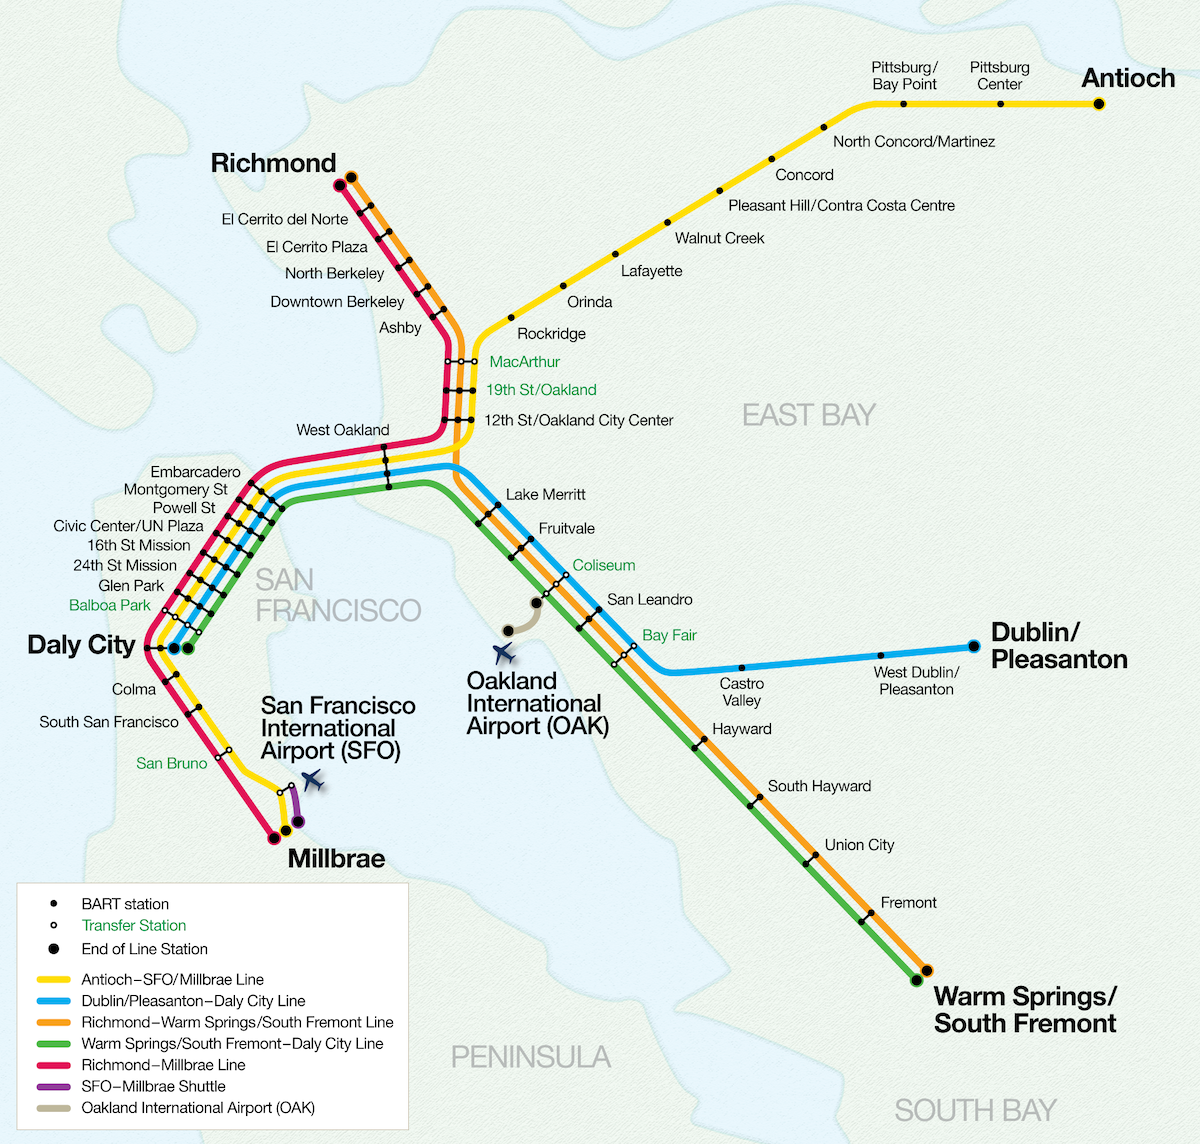 Pittsburg/
Bay Point
Pittsburg
Center
Antioch
North Concord/Martinez
Richmond
Concord
Pleasant Hill/Contra Costa Centre
El Cerrito del Norte
Walnut Creek
El Cerrito Plaza
North Berkeley
Lafayette
Downtown Berkeley
Orinda
Ashby
Rockridge
MacArthur
19th St/Oakland
EAST BAY
12th St/Oakland City Center
West Oakland
Embarcadero
Montgomery St
Powell St
Civic Center/UN Plaza
16th St Mission
24th St Mission
Glen Park
Balboa Park
Lake Merritt
Fruitvale
Coliseum
SAN
FRANCISCO
San Leandro
Bay Fair
Daly City
Dublin/
Pleasanton
Castro
Valley
West Dublin/
Pleasanton
Oakland
International
Airport (OAK)
Colma
South San Francisco
San Bruno
San Francisco
International
Airport (SFO)
Hayward
South Hayward
Union City
Millbrae
Fremont
Warm Springs/
South Fremont
BART station
Transfer Station
End of Line Station
Antioch–SFO/Millbrae Line
Dublin/Pleasanton–Daly City Line
Richmond–Warm Springs/South Fremont Line
Warm Springs/South Fremont–Daly City Line
Richmond–Millbrae Line
SFO–Millbrae Shuttle
Oakland International Airport (OAK)
PENINSULA
SOUTH BAY